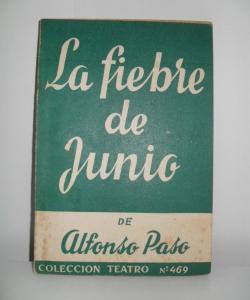 La fiebre
de
Junio
DE
Alfonso Paso
COLECCION TEATRO Nº 469